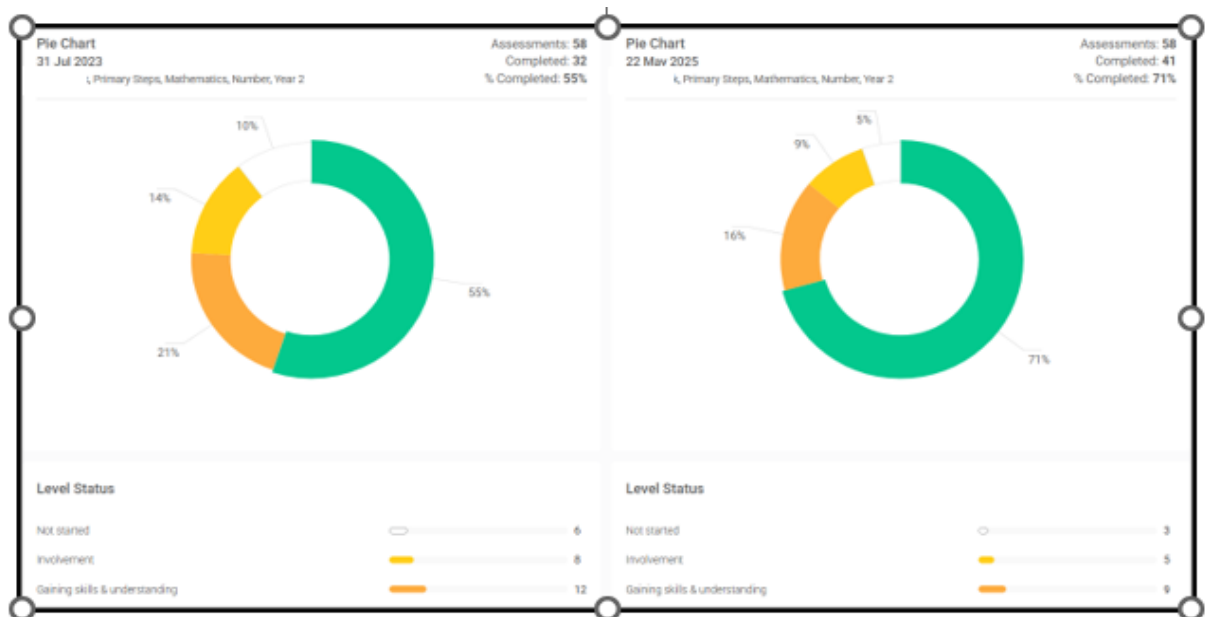 Pie Chart
Assessments: 58
31 Jul 2023
Completed: 32
, Primary Steps, Mathematics, Number, Year 2
% Completed: 55%
10%
14%
55%
21%
Level Status
Not started 6
Involvement 8
Gaining skills & understanding 12
Pie Chart
Assessments: 58
22 May 2025
Completed: 41
k, Primary Steps, Mathematics, Number, Year 2
% Completed: 71%
5%
9%
16%
71%
Level Status
Not started 3
Involvement 5
Gaining skills & understanding 9